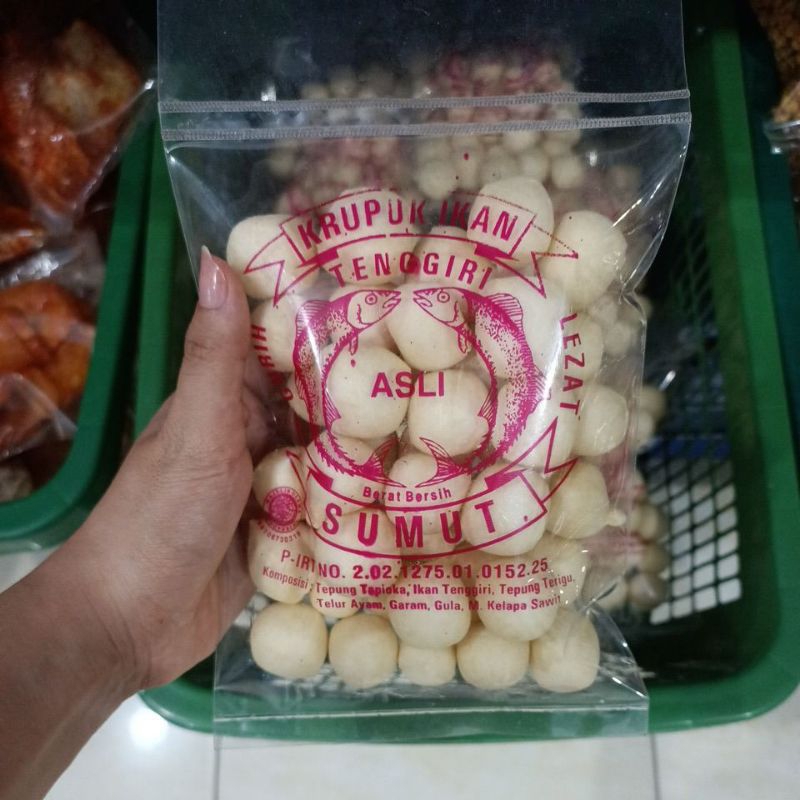 KRUPUK IKAN
TENGGIRI
LEZAT
ASLI
Berat Bersih
SUMUT
P-IRT NO. 2.02.1275.01.0152.25
Komposisi : Tepung Tapioka, Ikan Tenggiri, Tepung Terigu,
Telur Ayam, Garam, Gula, M. Kelapa Sawit